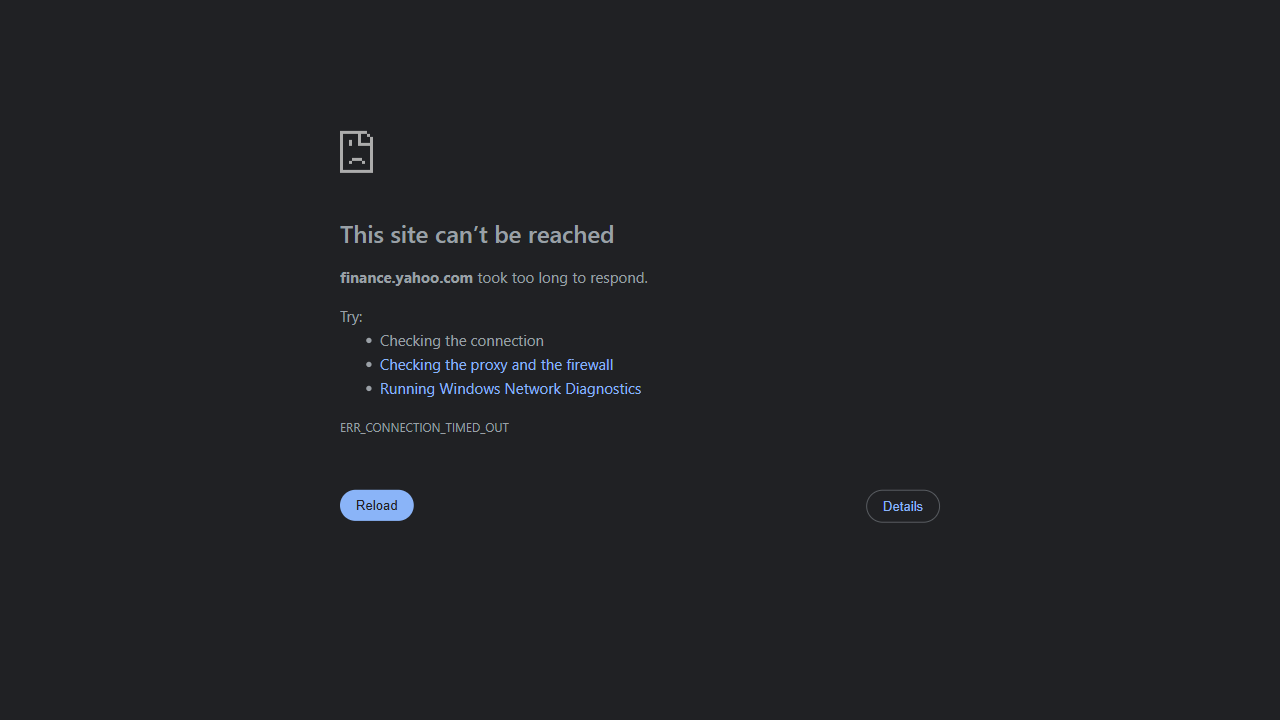 This site can’t be reached
finance.yahoo.com took too long to respond.
Try:
• Checking the connection
• Checking the proxy and the firewall
• Running Windows Network Diagnostics
ERR_CONNECTION_TIMED_OUT
Reload
Details